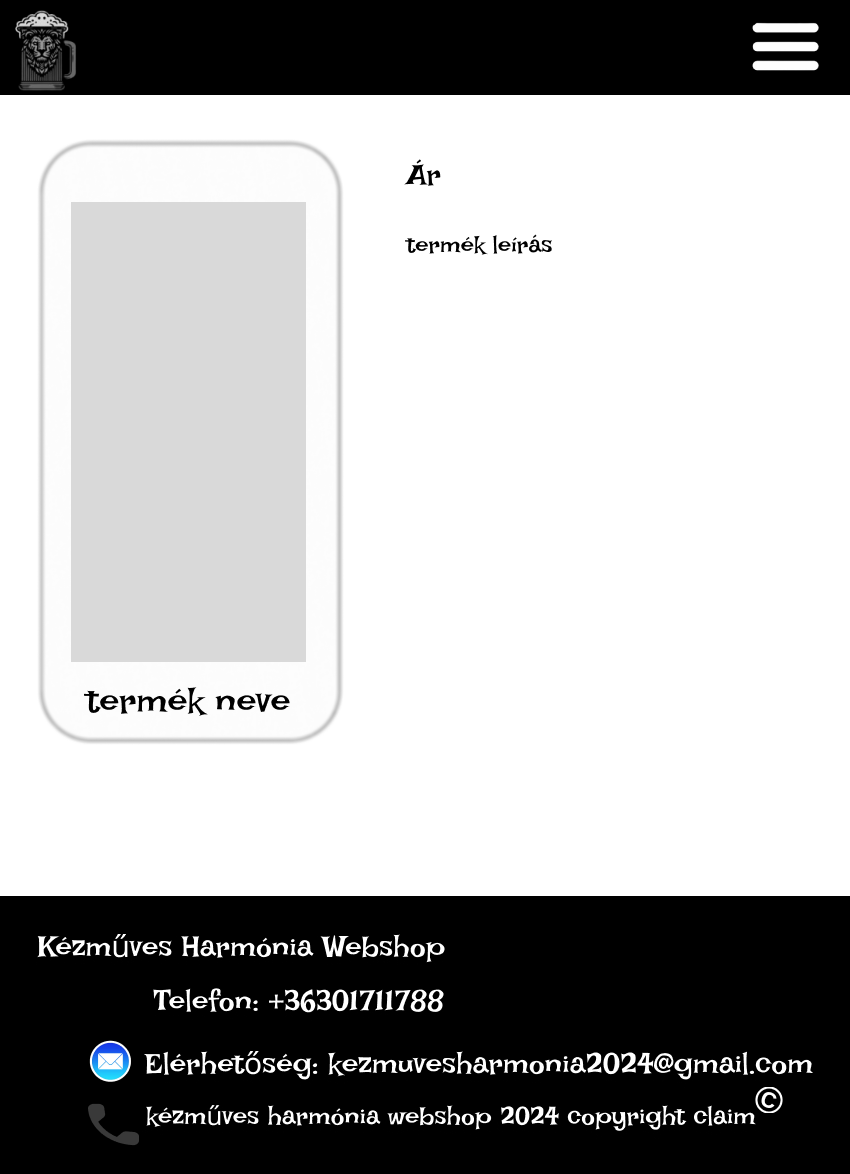 Ár
termék leírás
termék neve
Kézműves Harmónia Webshop
Telefon: +36301711788
Elérhetőség: kezmuvesharmonia2024@gmail.com
kézműves harmónia webshop 2024 copyright claim©